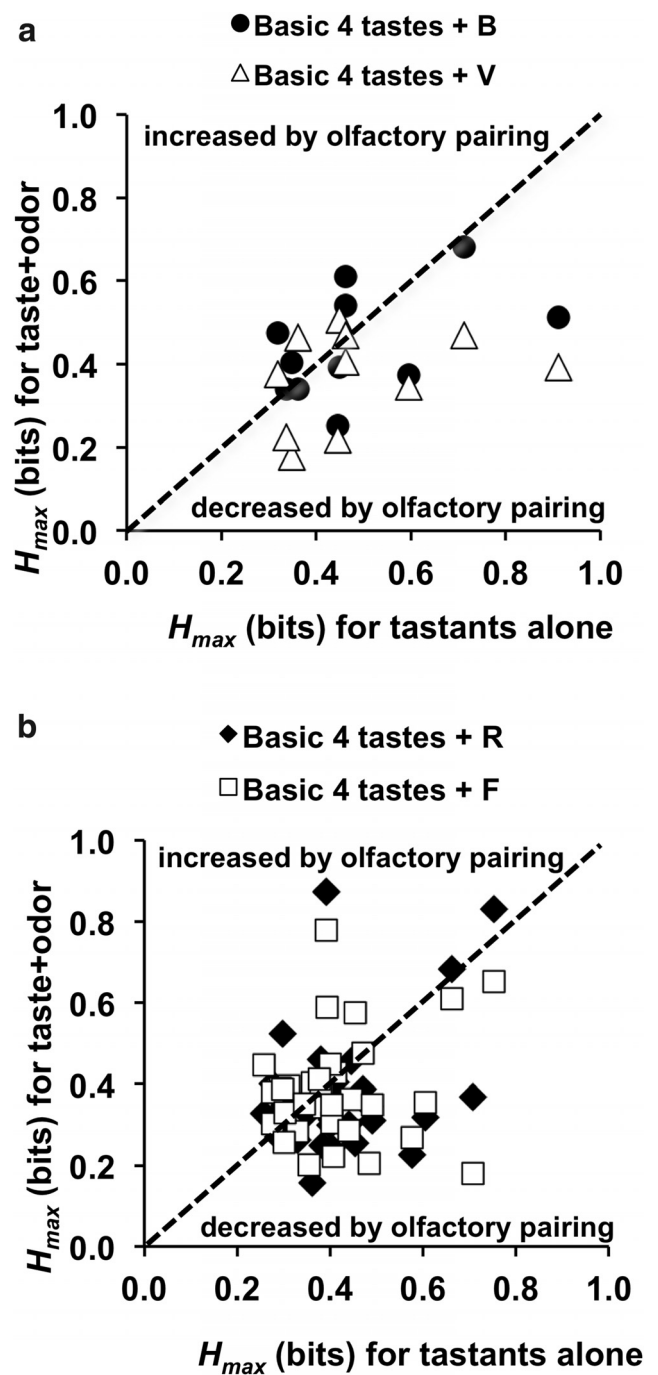 a
Basic 4 tastes + B
Basic 4 tastes + V
H_max (bits) for taste+odor
1.0
0.8
0.6
0.4
0.2
0.0
increased by olfactory pairing
decreased by olfactory pairing
0.0 0.2 0.4 0.6 0.8 1.0
H_max (bits) for tastants alone
b
Basic 4 tastes + R
Basic 4 tastes + F
H_max (bits) for taste+odor
1.0
0.8
0.6
0.4
0.2
0.0
increased by olfactory pairing
decreased by olfactory pairing
0.0 0.2 0.4 0.6 0.8 1.0
H_max (bits) for tastants alone